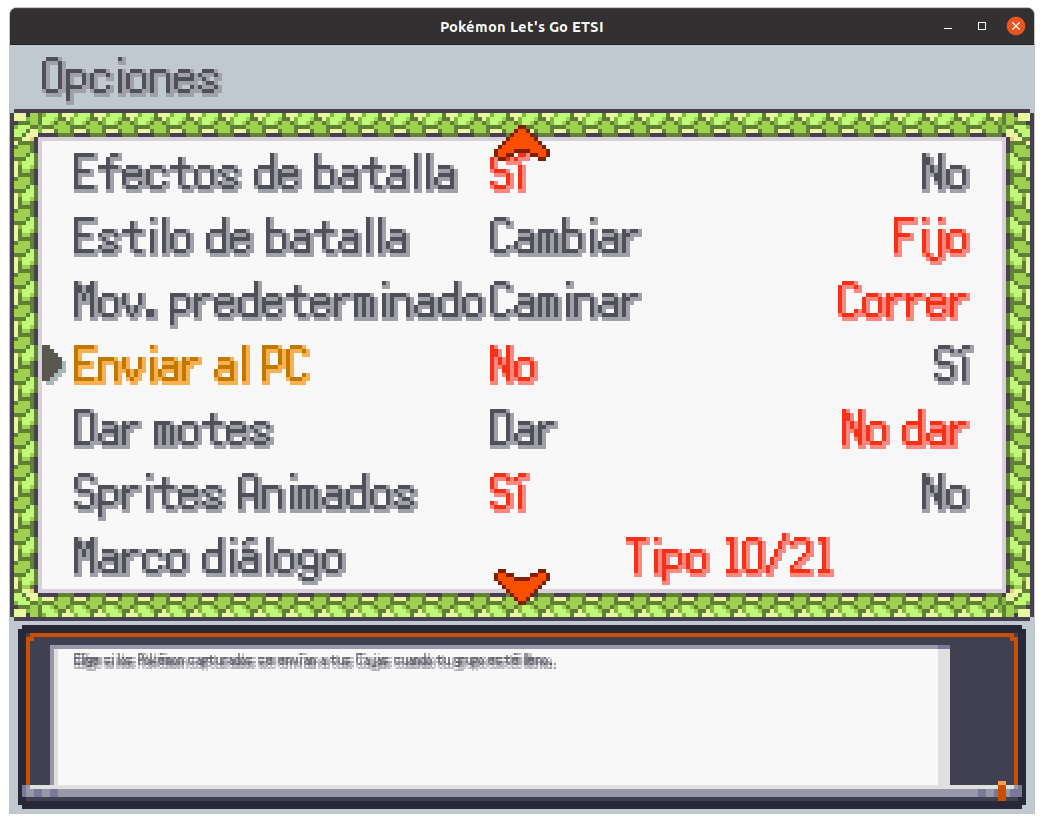 Pokémon Let's Go ETSI
Opciones
Efectos de batalla Sí No
Estilo de batalla Cambiar Fijo
Mov. predeterminado Caminar Correr
Enviar al PC No Sí
Dar motes Dar No dar
Sprites Animados Sí No
Marco diálogo Tipo 10/21
Elige si los Pokémon capturados se envían a tus Cajas cuando tu grupo esté lleno.